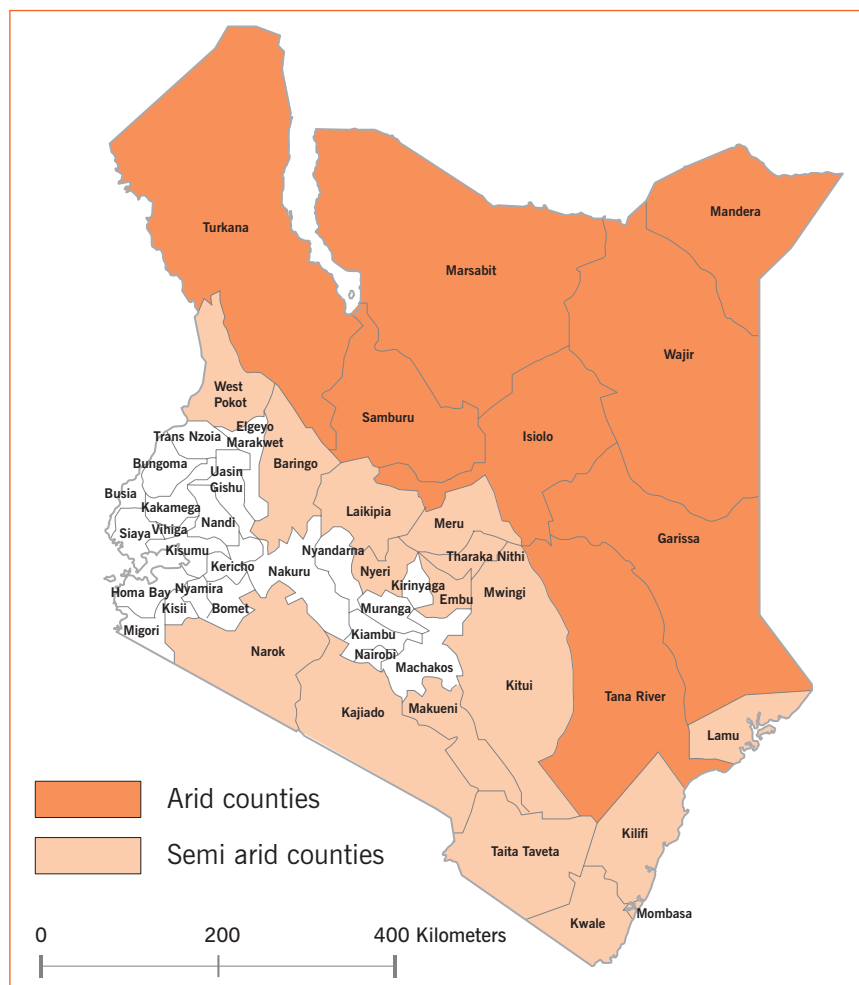 Turkana
Mandera
Marsabit
Wajir
West
Pokot
Samburu
Isiolo
Elgeyo
Marakwet
Trans Nzoia
Baringo
Bungoma
Uasin
Gishu
Busia
Kakamega
Laikipia
Meru
Siaya
Vihiga
Nandi
Garissa
Kisumu
Nyandarna
Tharaka Nithi
Kericho
Nakuru
Nyeri
Kirinyaga
Homa Bay
Nyamira
Embu
Mwingi
Kisii
Bomet
Muranga
Migori
Kiambu
Narok
Nairobi
Machakos
Kitui
Tana River
Kajiado
Makueni
Lamu
Arid counties
Semi arid counties
Kilifi
Taita Taveta
Mombasa
Kwale
0
200
400 Kilometers